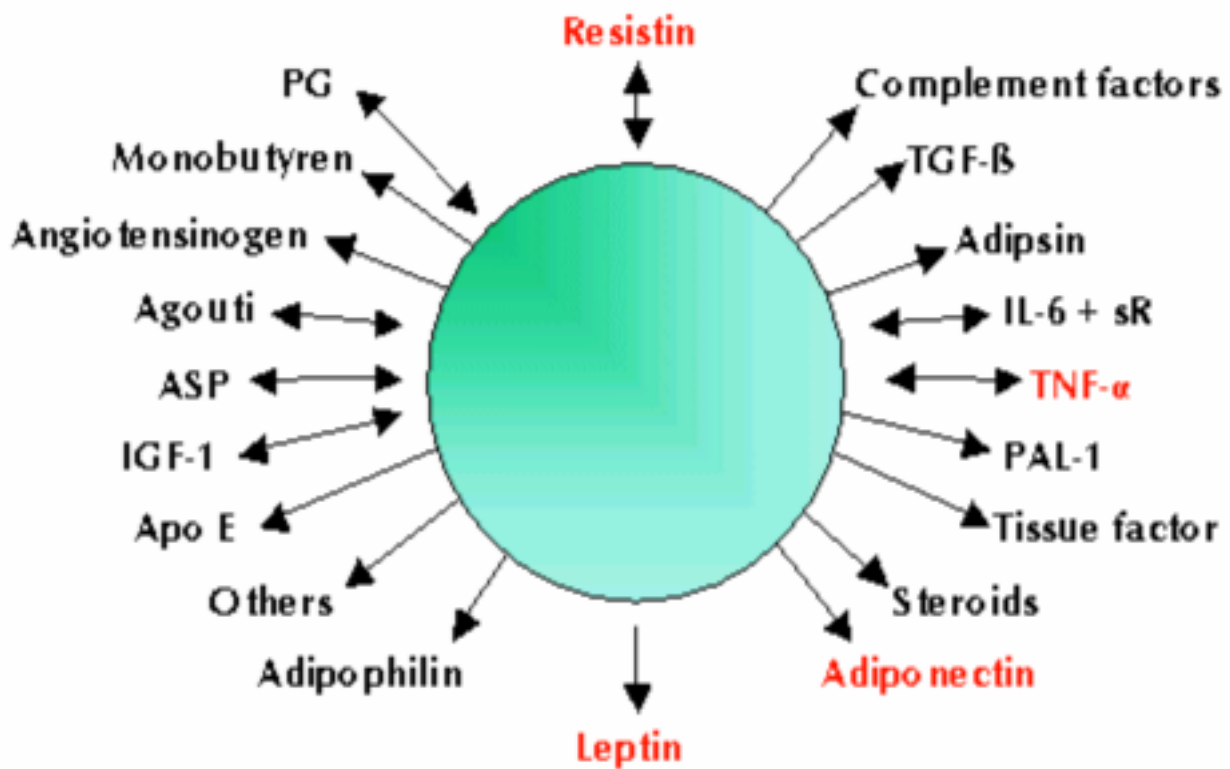 Resistin
PG
Complement factors
Monobutyren
TGF-ß
Angiotensinogen
Adipsin
Agouti
IL-6 + sR
ASP
TNF-α
IGF-1
PAL-1
Apo E
Tissue factor
Others
Steroids
Adipophilin
Adiponectin
Leptin